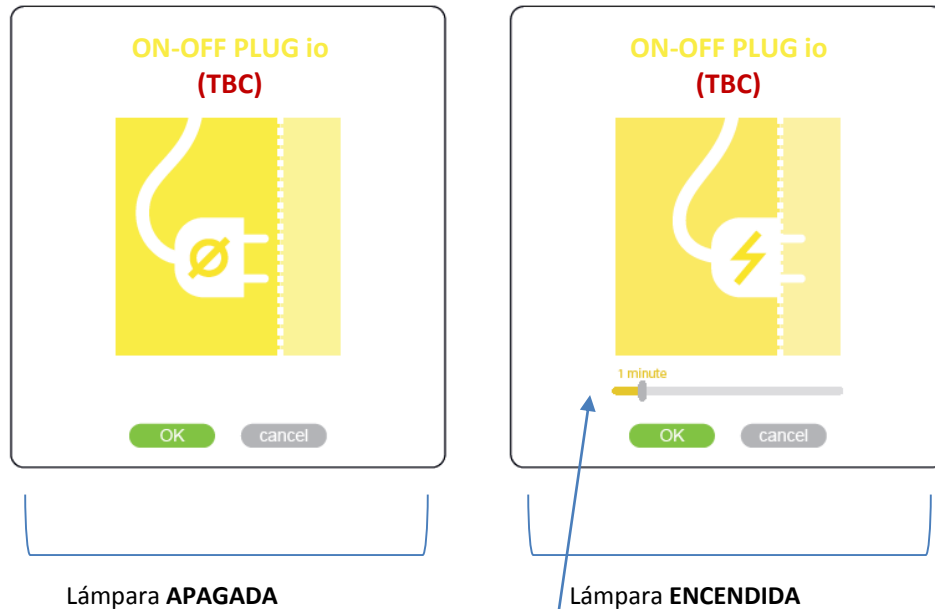 ON-OFF PLUG io
(TBC)
OK
cancel
Lámpara APAGADA
ON-OFF PLUG io
(TBC)
1 minute
OK
cancel
Lámpara ENCENDIDA